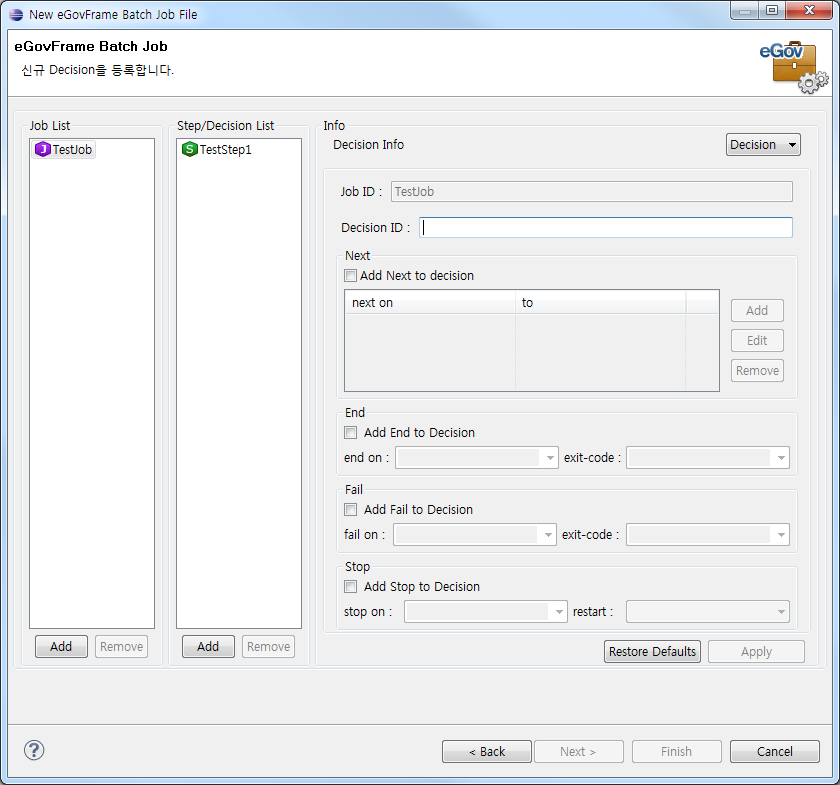 New eGovFrame Batch Job File
eGovFrame Batch Job
신규 Decision을 등록합니다.
eGov
Job List
Step/Decision List
Info
TestJob
TestStep1
Decision Info
Decision
Job ID :
TestJob
Decision ID :
Next
Add Next to decision
next on
to
Add
Edit
Remove
End
Add End to Decision
end on :
exit-code :
Fail
Add Fail to Decision
fail on :
exit-code :
Stop
Add Stop to Decision
stop on :
restart :
Add
Remove
Add
Remove
Restore Defaults
Apply
?
< Back
Next >
Finish
Cancel